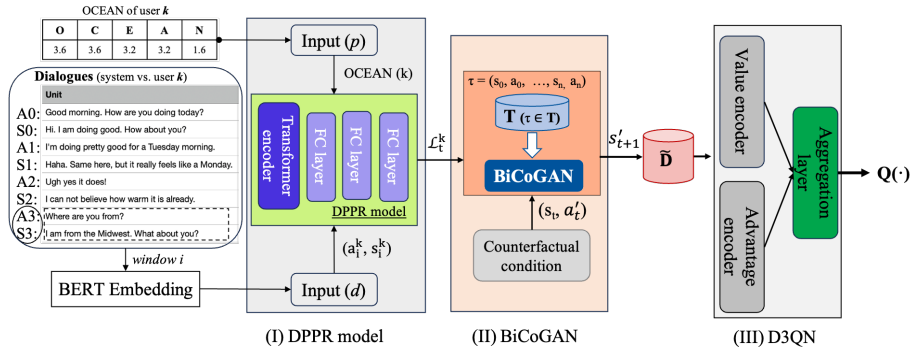 OCEAN of user k
O C E A N
3.6 3.6 3.2 3.2 1.6
Dialogues (system vs. user k)
Unit
A0: Good morning. How are you doing today?
S0: Hi. I am doing good. How about you?
A1: I'm doing pretty good for a Tuesday morning.
S1: Haha. Same here, but it really feels like a Monday.
A2: Ugh yes it does!
S2: I can not believe how warm it is already.
A3: Where are you from?
S3: I am from the Midwest. What about you?
window i
BERT Embedding
Input (p)
OCEAN (k)
Transformer encoder
FC layer
FC layer
FC layer
DPPR model
(a_i^k, s_i^k)
Input (d)
(I) DPPR model
ℒ_t^k
τ = (s₀, a₀, …, sₙ, aₙ)
T (τ ∈ T)
BiCoGAN
(sₜ, a′ₜ)
Counterfactual
condition
(II) BiCoGAN
s′ₜ₊₁
D̃
Value encoder
Advantage
encoder
Aggregation
layer
Q(·)
(III) D3QN